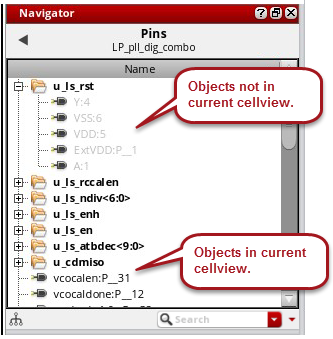 Navigator
Pins
LP_pll_dig_combo
Name
u_ls_rst
Y:4
VSS:6
VDD:5
ExtVDD:P__1
A:1
Objects not in
current cellview.
u_ls_rccalen
u_ls_ndiv<6:0>
u_ls_enh
u_ls_en
u_ls_atbdec<9:0>
u_cdmiso
Objects in current
cellview.
vcocalen:P__31
vcocaldone:P__12
Search